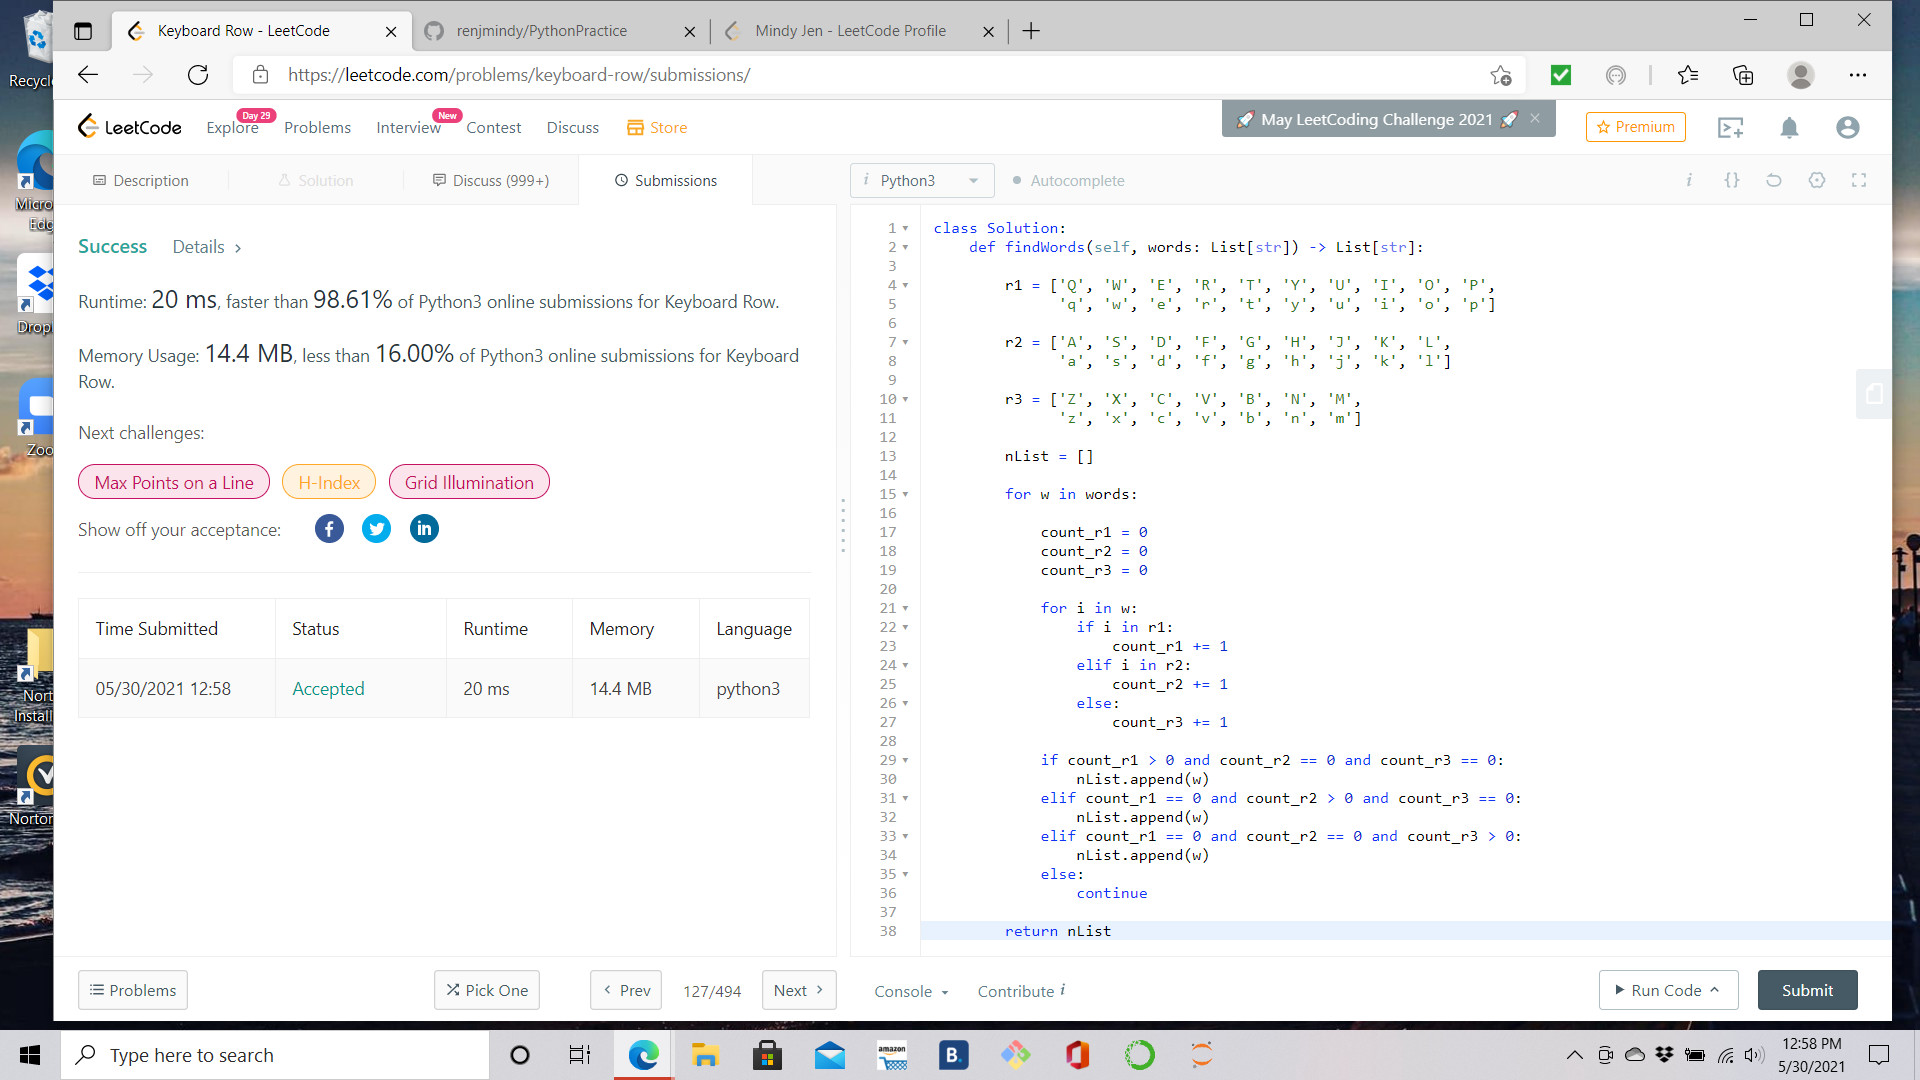 Keyboard Row - LeetCode
renjmindy/PythonPractice
Mindy Jen - LeetCode Profile
https://leetcode.com/problems/keyboard-row/submissions/
LeetCode
Explore
Day 29
Problems
Interview
New
Contest
Discuss
Store
🚀 May LeetCoding Challenge 2021 🚀
Premium
Description
Solution
Discuss (999+)
Submissions
Python3
Autocomplete
Success
Details
Runtime: 20 ms, faster than 98.61% of Python3 online submissions for Keyboard Row.
Memory Usage: 14.4 MB, less than 16.00% of Python3 online submissions for Keyboard
Row.
Next challenges:
Max Points on a Line
H-Index
Grid Illumination
Show off your acceptance:
Time Submitted Status Runtime Memory Language
05/30/2021 12:58 Accepted 20 ms 14.4 MB python3
1 class Solution:
2     def findWords(self, words: List[str]) -> List[str]:
3
4         r1 = ['Q', 'W', 'E', 'R', 'T', 'Y', 'U', 'I', 'O', 'P',
5               'q', 'w', 'e', 'r', 't', 'y', 'u', 'i', 'o', 'p']
6
7         r2 = ['A', 'S', 'D', 'F', 'G', 'H', 'J', 'K', 'L',
8               'a', 's', 'd', 'f', 'g', 'h', 'j', 'k', 'l']
9
10         r3 = ['Z', 'X', 'C', 'V', 'B', 'N', 'M',
11               'z', 'x', 'c', 'v', 'b', 'n', 'm']
12
13         nList = []
14
15         for w in words:
16
17             count_r1 = 0
18             count_r2 = 0
19             count_r3 = 0
20
21             for i in w:
22                 if i in r1:
23                     count_r1 += 1
24                 elif i in r2:
25                     count_r2 += 1
26                 else:
27                     count_r3 += 1
28
29             if count_r1 > 0 and count_r2 == 0 and count_r3 == 0:
30                 nList.append(w)
31             elif count_r1 == 0 and count_r2 > 0 and count_r3 == 0:
32                 nList.append(w)
33             elif count_r1 == 0 and count_r2 == 0 and count_r3 > 0:
34                 nList.append(w)
35             else:
36                 continue
37
38         return nList
Problems
Pick One
Prev
127/494
Next
Console
Contribute i
Run Code
Submit
Recycle
Micro
Edg
Drop
Zoo
Nort
Install
Norton
Type here to search
amazon
B.
12:58 PM
5/30/2021